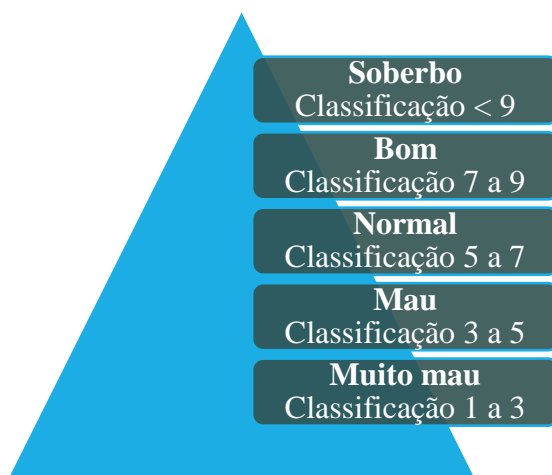 Soberbo
Classificação < 9
Bom
Classificação 7 a 9
Normal
Classificação 5 a 7
Mau
Classificação 3 a 5
Muito mau
Classificação 1 a 3